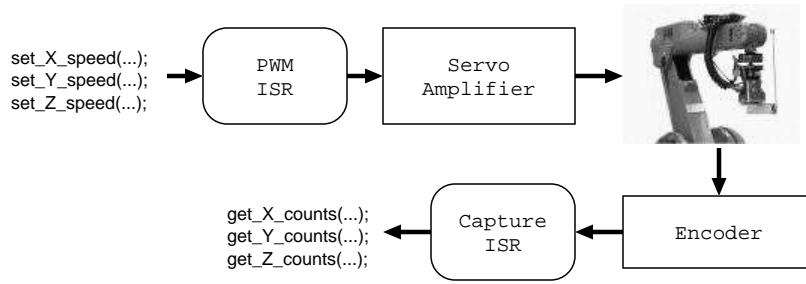 set_X_speed(...);
set_Y_speed(...);
set_Z_speed(...);
PWM
ISR
Servo
Amplifier
get_X_counts(...);
get_Y_counts(...);
get_Z_counts(...);
Capture
ISR
Encoder